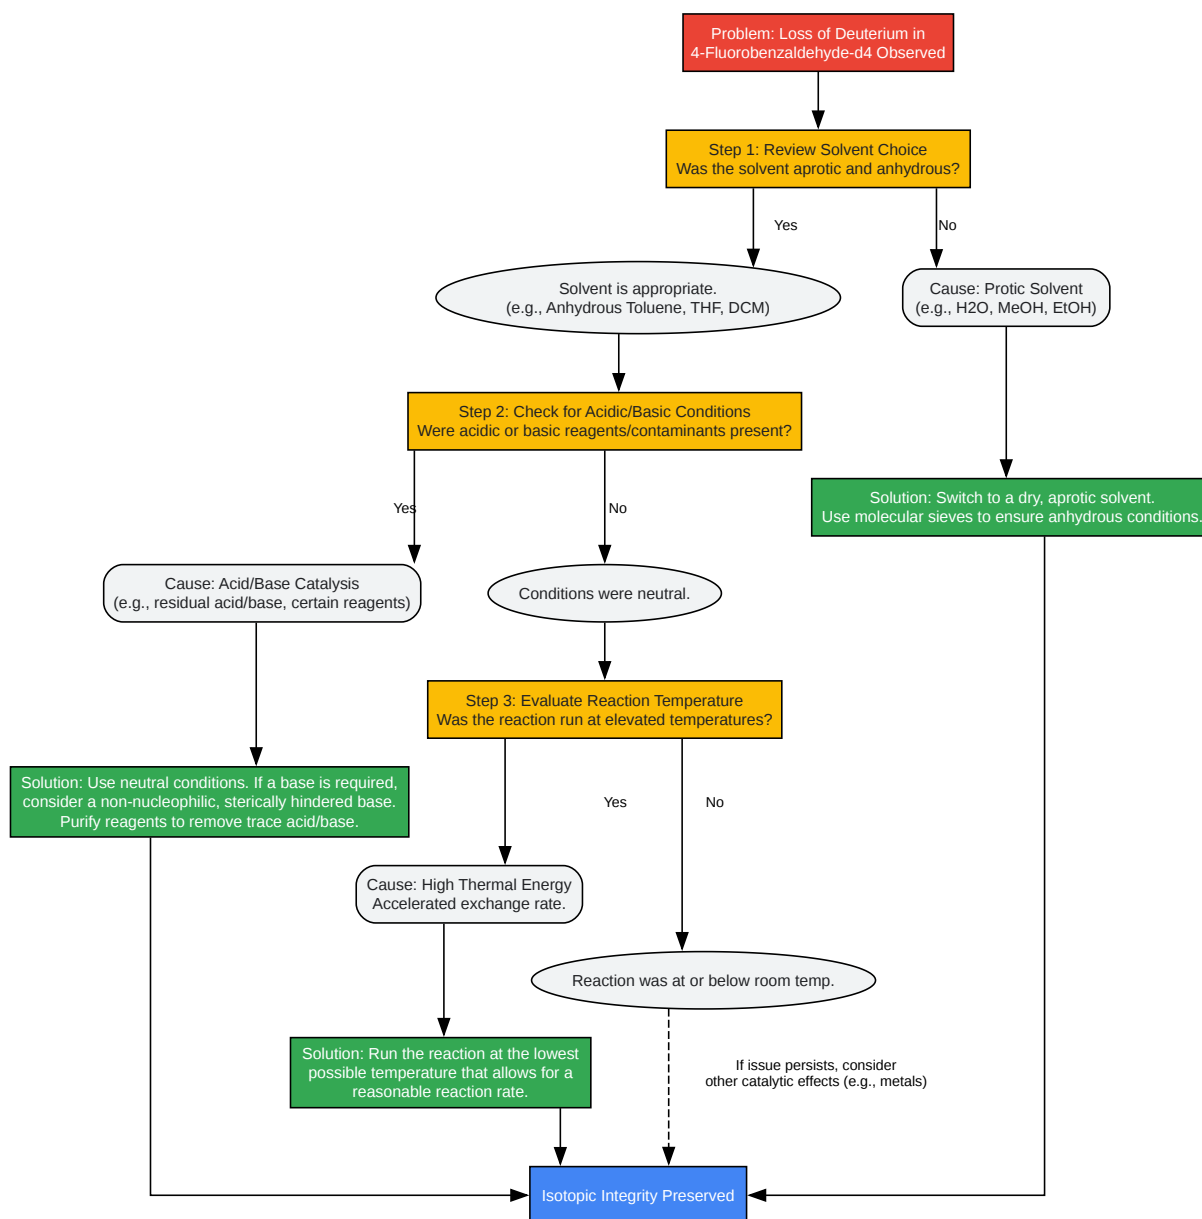 Problem: Loss of Deuterium in
4-Fluorobenzaldehyde-d4 Observed
Step 1: Review Solvent Choice
Was the solvent aprotic and anhydrous?
Yes
No
Solvent is appropriate.
(e.g., Anhydrous Toluene, THF, DCM)
Cause: Protic Solvent
(e.g., H2O, MeOH, EtOH)
Step 2: Check for Acidic/Basic Conditions
Were acidic or basic reagents/contaminants present?
Solution: Switch to a dry, aprotic solvent.
Use molecular sieves to ensure anhydrous conditions.
Yes
No
Cause: Acid/Base Catalysis
(e.g., residual acid/base, certain reagents)
Conditions were neutral.
Step 3: Evaluate Reaction Temperature
Was the reaction run at elevated temperatures?
Solution: Use neutral conditions. If a base is required,
consider a non-nucleophilic, sterically hindered base.
Purify reagents to remove trace acid/base.
Yes
No
Cause: High Thermal Energy
Accelerated exchange rate.
Reaction was at or below room temp.
Solution: Run the reaction at the lowest
possible temperature that allows for a
reasonable reaction rate.
If issue persists, consider
other catalytic effects (e.g., metals)
Isotopic Integrity Preserved